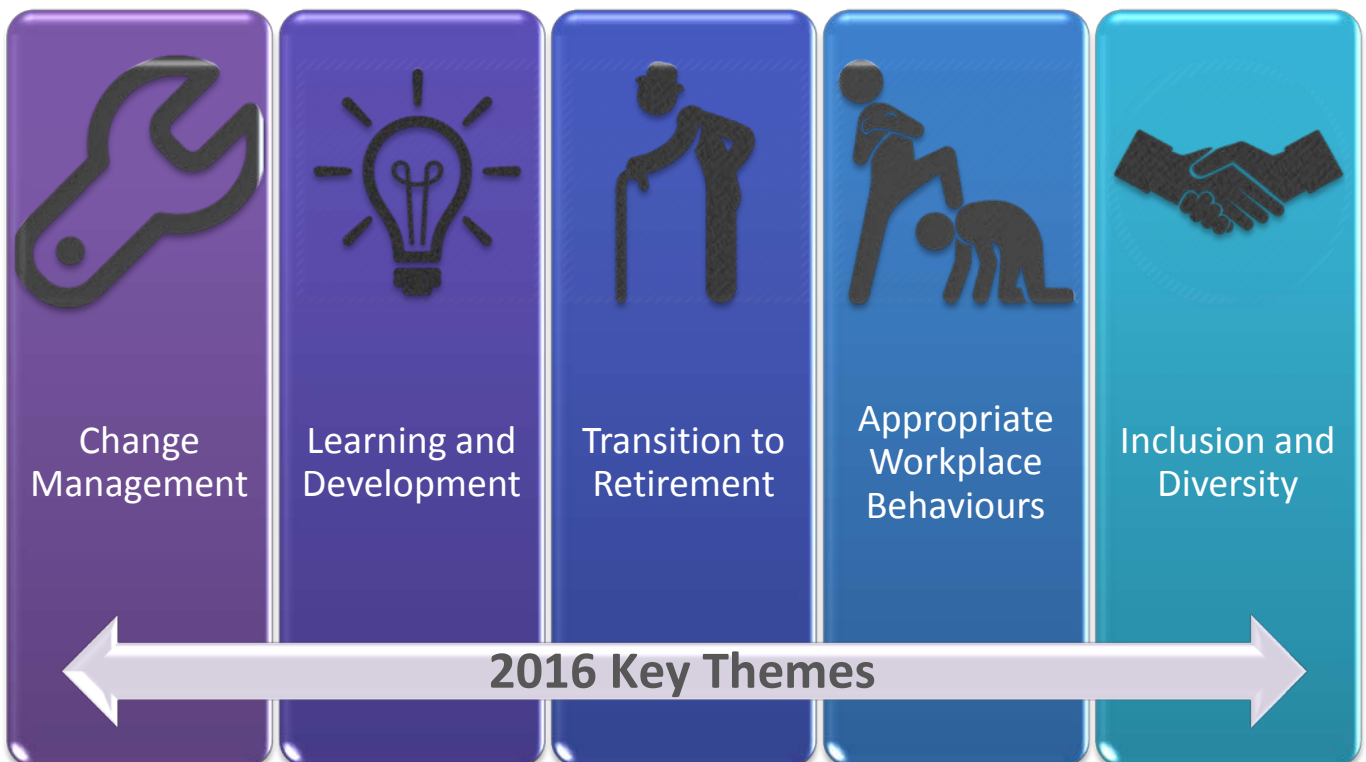 Change
Management
Learning and
Development
Transition to
Retirement
Appropriate
Workplace
Behaviours
Inclusion and
Diversity
2016 Key Themes